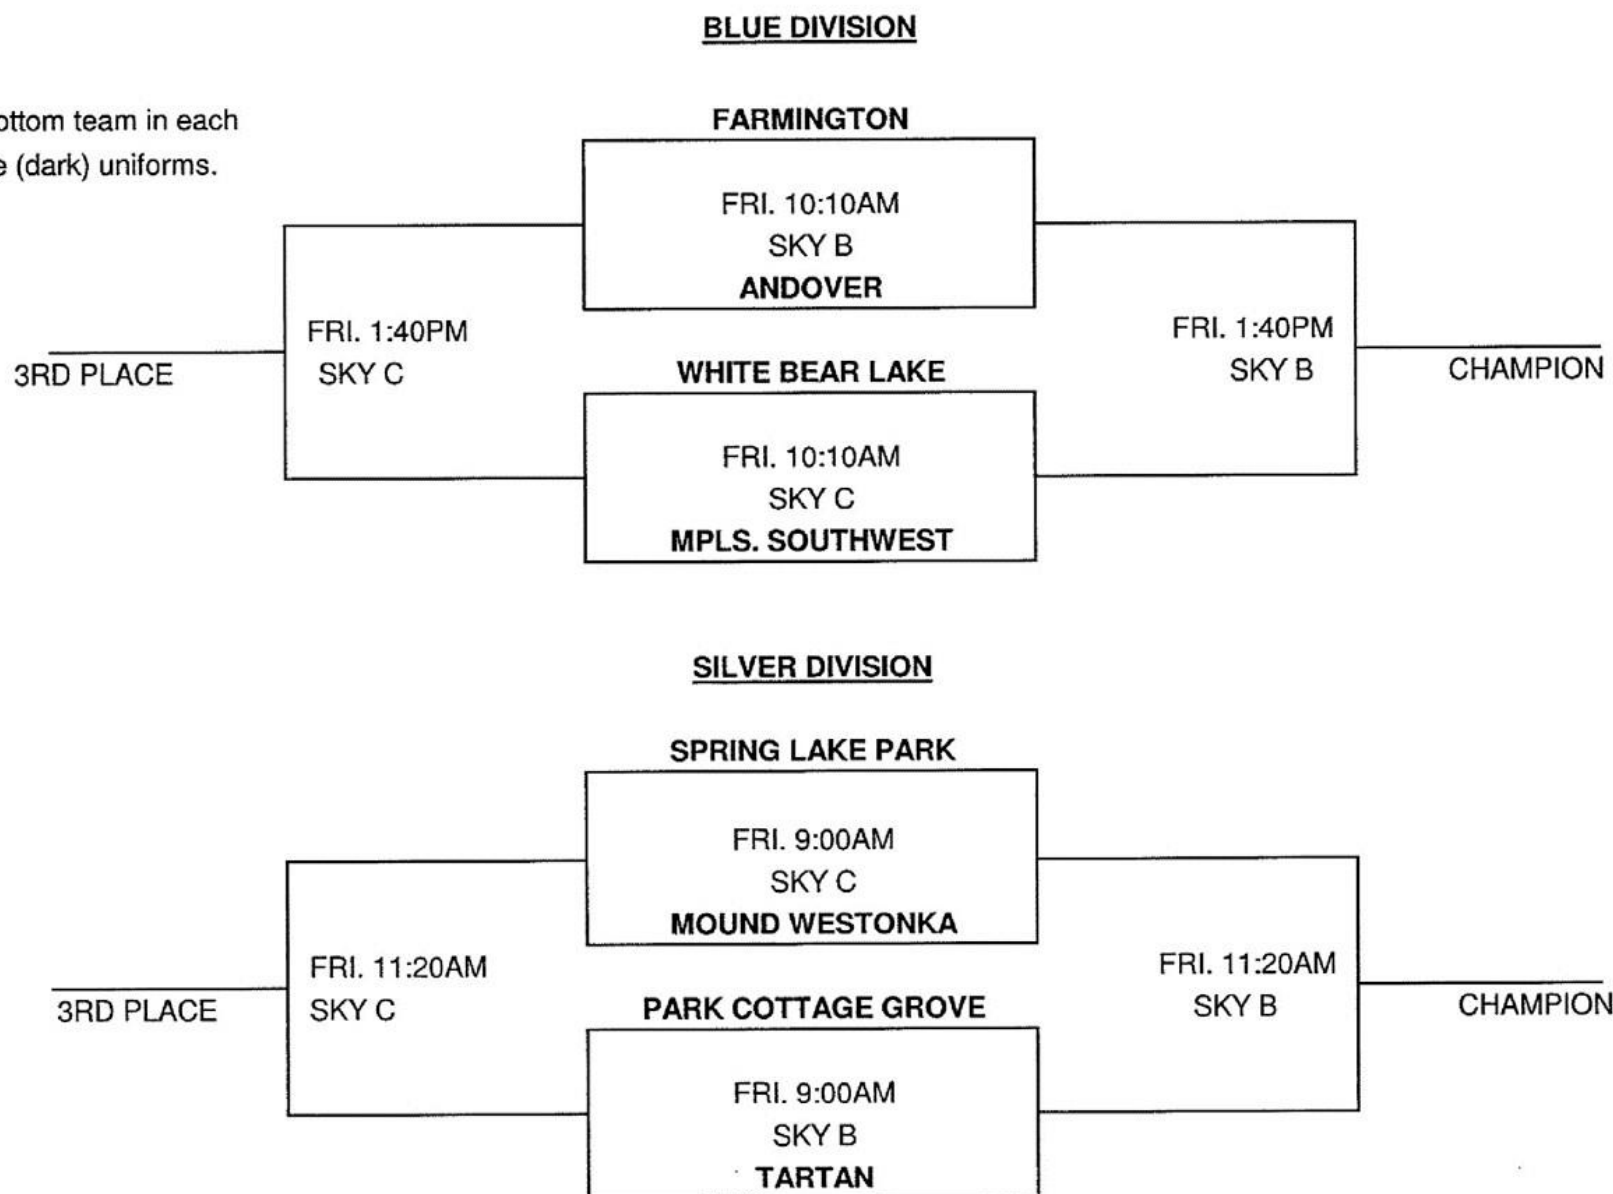 BLUE DIVISION
ottom team in each
(dark) uniforms.
FARMINGTON
FRI. 10:10AM
SKY B
ANDOVER
FRI. 1:40PM
SKY C
3RD PLACE
WHITE BEAR LAKE
FRI. 10:10AM
SKY C
MPLS. SOUTHWEST
FRI. 1:40PM
SKY B
CHAMPION
SILVER DIVISION
SPRING LAKE PARK
FRI. 9:00AM
SKY C
MOUND WESTONKA
FRI. 11:20AM
SKY C
3RD PLACE
PARK COTTAGE GROVE
FRI. 9:00AM
SKY B
TARTAN
FRI. 11:20AM
SKY B
CHAMPION